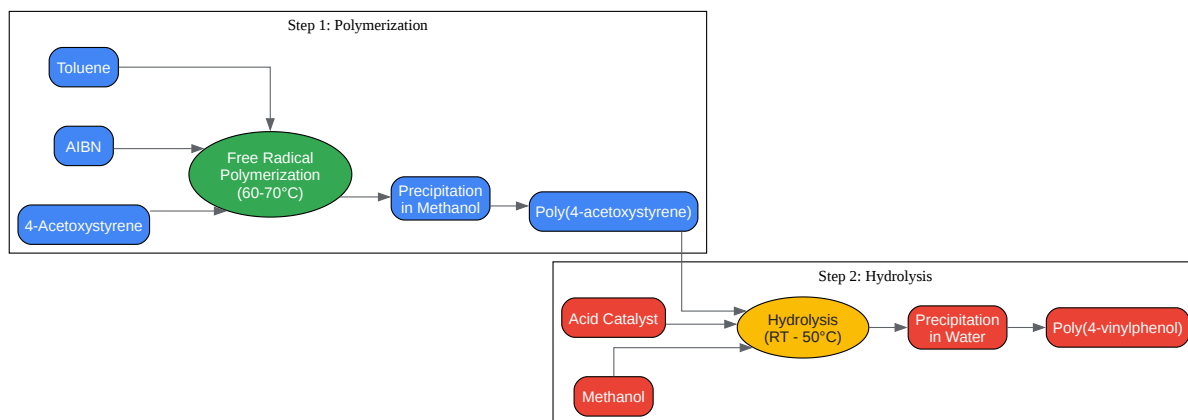 Step 1: Polymerization
Toluene
AIBN
4-Acetoxystyrene
Free Radical
Polymerization
(60-70°C)
Precipitation
in Methanol
Poly(4-acetoxystyrene)
Step 2: Hydrolysis
Acid Catalyst
Methanol
Hydrolysis
(RT - 50°C)
Precipitation
in Water
Poly(4-vinylphenol)